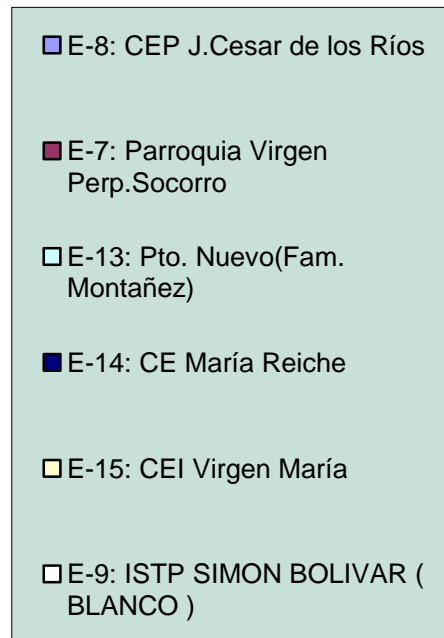 E-8: CEP J.Cesar de los Ríos
E-7: Parroquia Virgen
Perp.Socorro
E-13: Pto. Nuevo(Fam.
Montañez)
E-14: CE María Reiche
E-15: CEI Virgen María
E-9: ISTP SIMON BOLIVAR (
BLANCO )